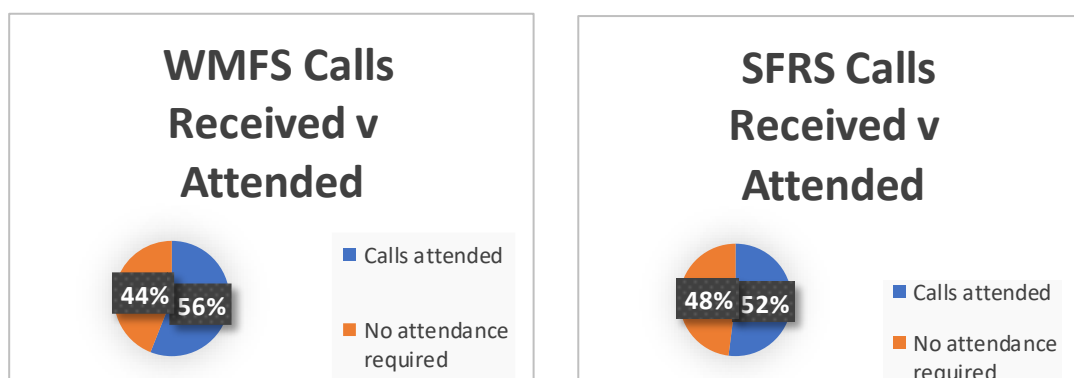 WMFS Calls
Received v
Attended
44%
56%
Calls attended
No attendance
required
SFRS Calls
Received v
Attended
48%
52%
Calls attended
No attendance
required